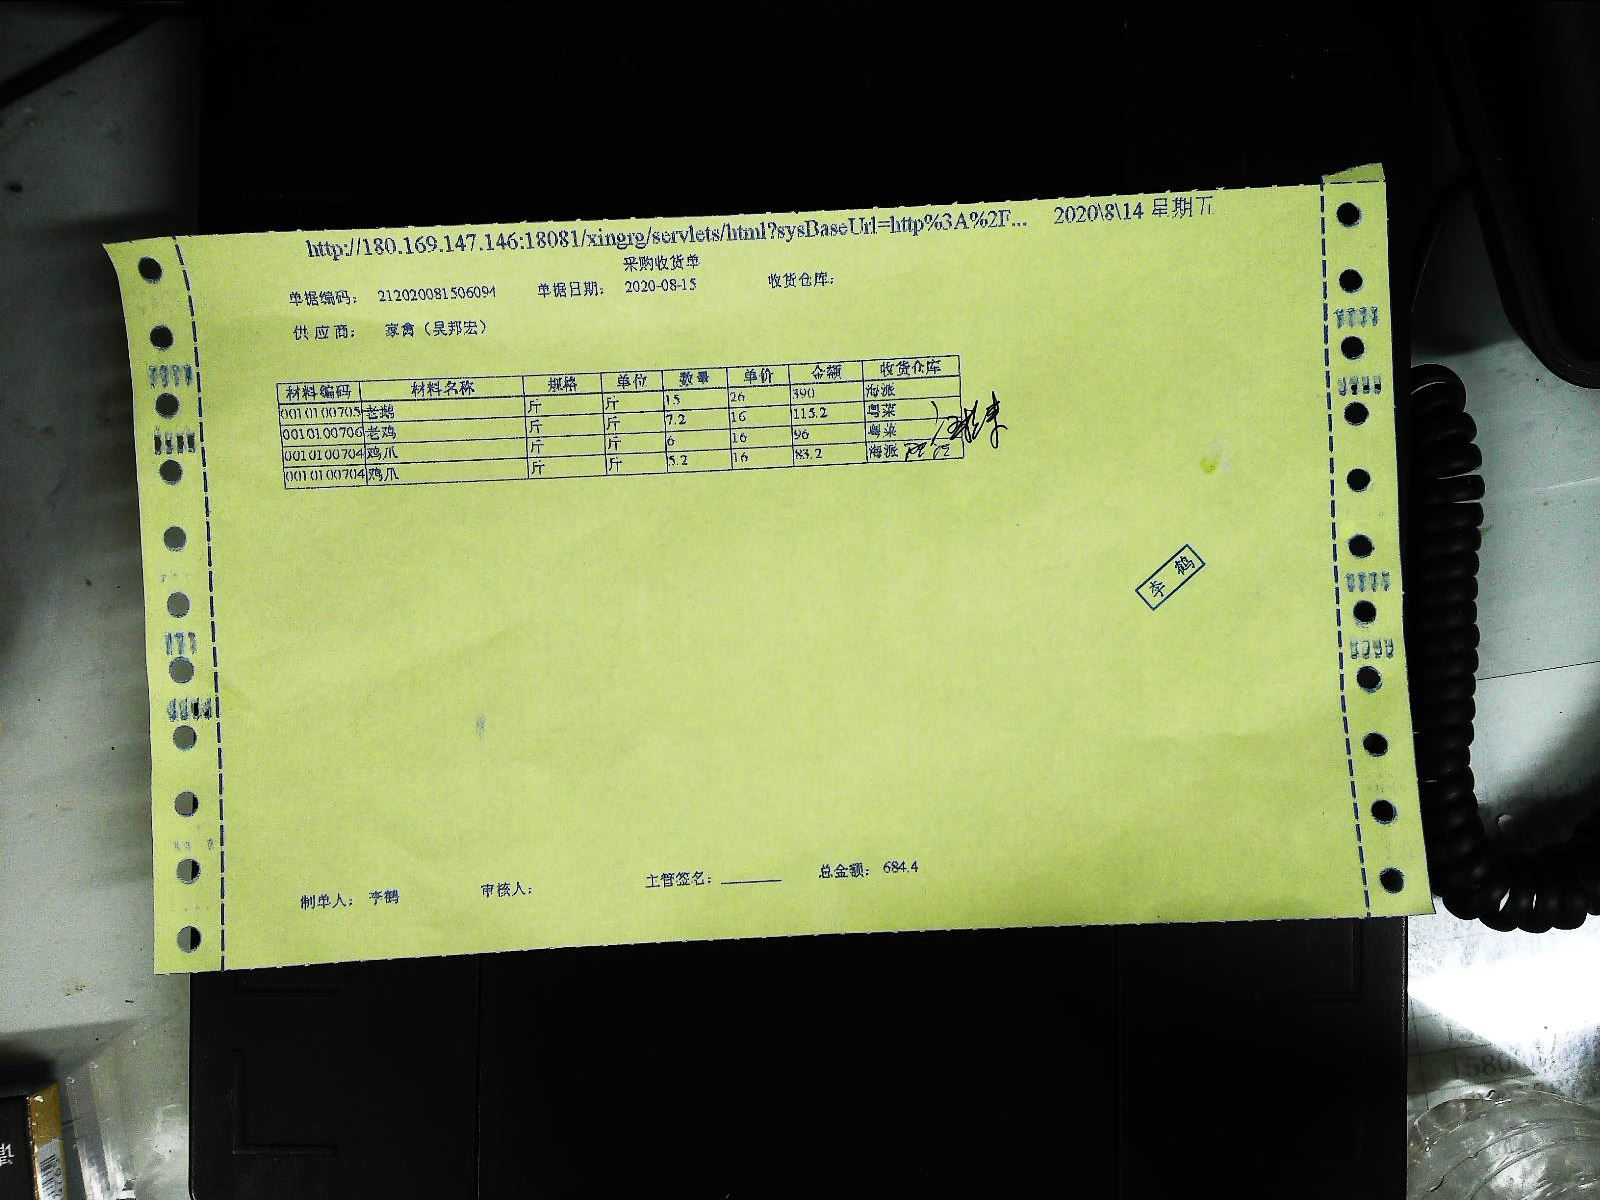 http://180.169.147.146:18081/xingrg/servlets/html?sysBaseUrl=http%3A%2F... 2020\8\14 星期五
采购收货单
单据编码： 212020081506094 单据日期： 2020-08-15 收货仓库：
供 应 商： 家禽（吴邦宏）
材料编码 材料名称 规格 单位 数量 单价 金额 收货仓库
0010100705 老鹅 斤 斤 15 26 390 海派
0010100706 老鸡 斤 斤 7.2 16 115.2 粤菜
0010100704 鸡爪 斤 斤 6 16 96 粤菜
0010100704 鸡爪 斤 斤 5.2 16 83.2 海派
李 鹤
制单人： 李鹤 审核人： 主管签名： 总金额： 684.4